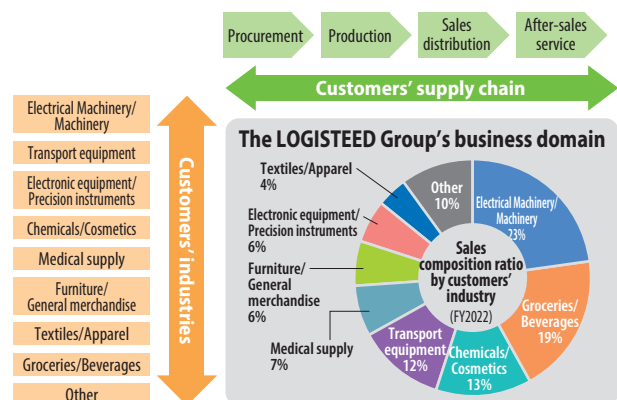 Procurement
Production
Sales
distribution
After-sales
service
Customers' supply chain
Electrical Machinery/
Machinery
Transport equipment
Electronic equipment/
Precision instruments
Chemicals/Cosmetics
Medical supply
Furniture/
General merchandise
Textiles/Apparel
Groceries/Beverages
Other
Customers' industries
The LOGISTEED Group's business domain
Textiles/Apparel
4%
Electronic equipment/
Precision instruments
6%
Furniture/
General
merchandise
6%
Medical supply
7%
Other
10%
Electrical Machinery/
Machinery
23%
Groceries/
Beverages
19%
Chemicals/
Cosmetics
13%
Transport
equipment
12%
Sales
composition ratio
by customers'
industry
(FY2022)